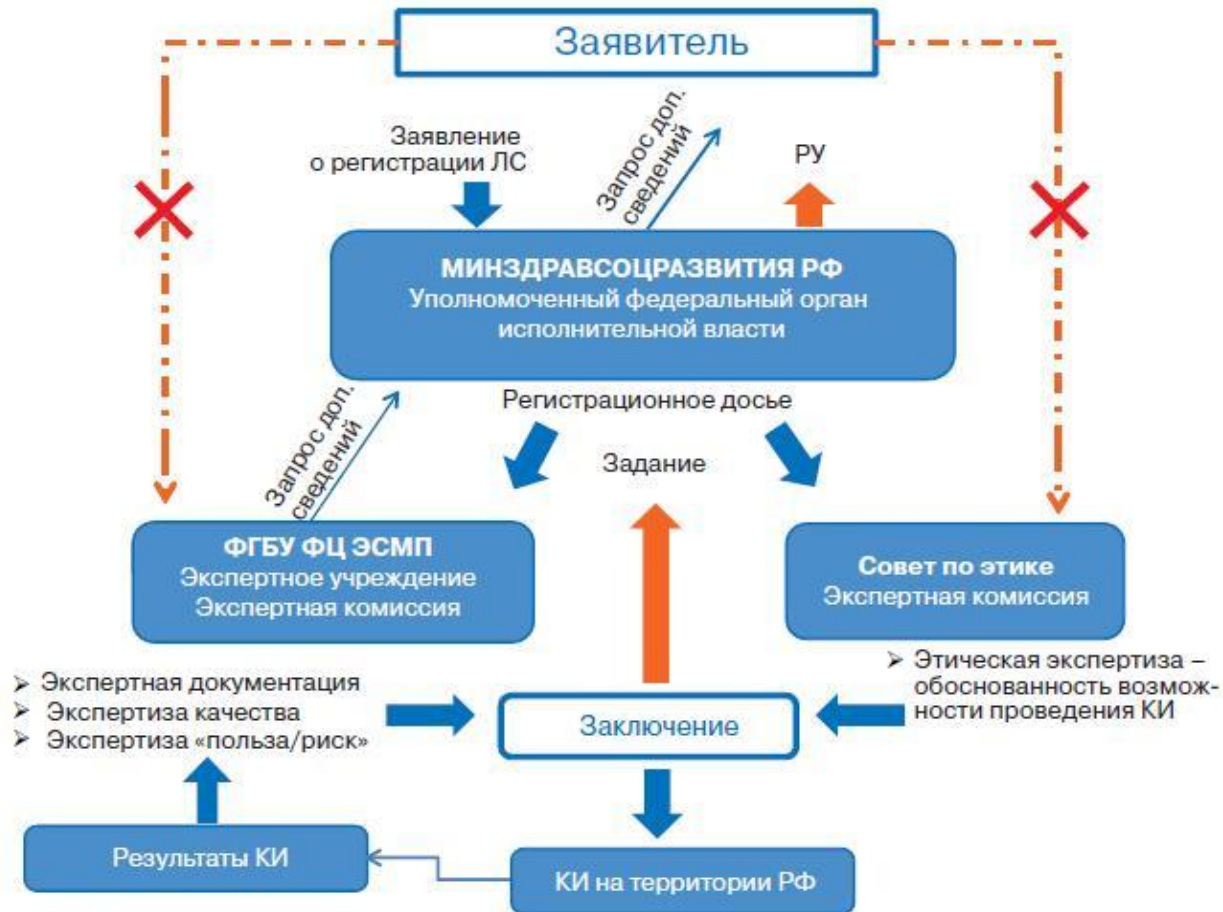 Заявитель
Заявление
о регистрации ЛС
Запрос доп.
сведений
РУ
МИНЗДРАВСОЦРАЗВИТИЯ РФ
Уполномоченный федеральный орган
исполнительной власти
Запрос доп.
сведений
Регистрационное досье
Задание
ФГБУ ФЦ ЭСМП
Экспертное учреждение
Экспертная комиссия
Совет по этике
Экспертная комиссия
➢ Экспертная документация
➢ Экспертиза качества
➢ Экспертиза «польза/риск»
Заключение
➢ Этическая экспертиза –
обоснованность возмож-
ности проведения КИ
Результаты КИ
КИ на территории РФ